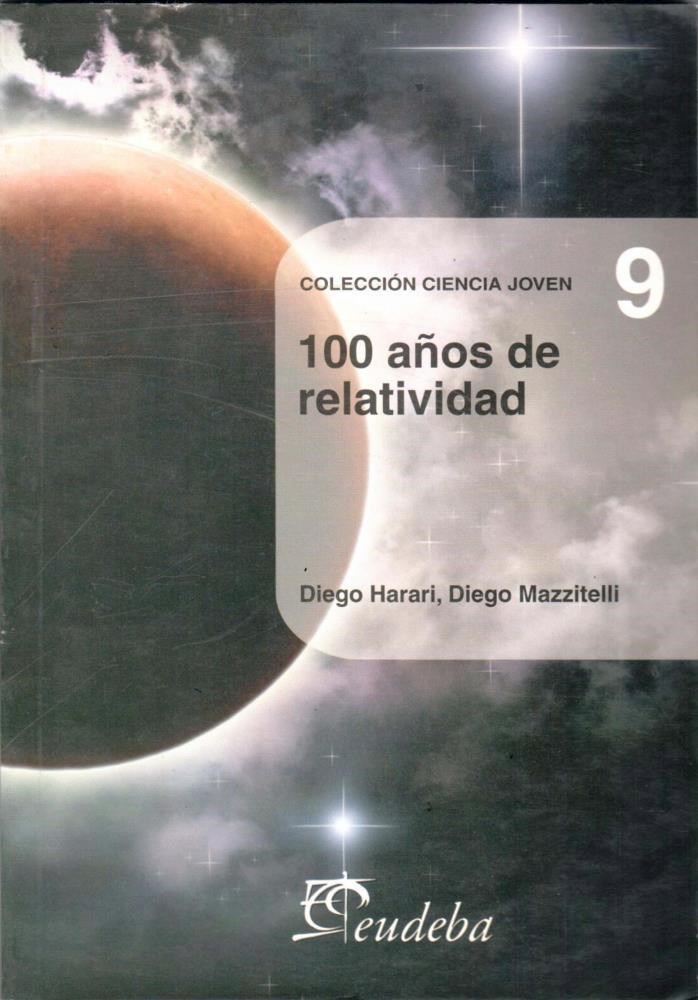 COLECCIÓN CIENCIA JOVEN
9
100 años de
relatividad
Diego Harari, Diego Mazzitelli
eudeba